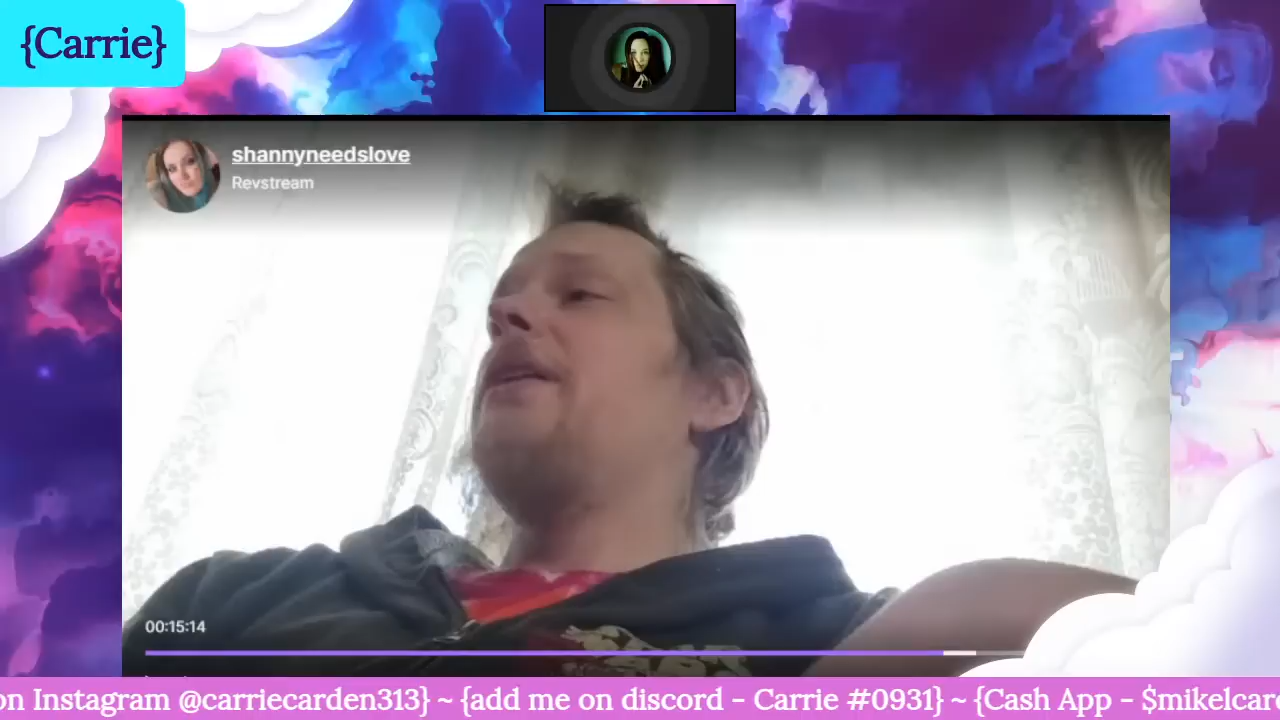 {Carrie}
shannyneedslove
Revstream
00:15:14
on Instagram @carriecarden313} ~ {add me on discord - Carrie #0931} ~ {Cash App - $mikelcar